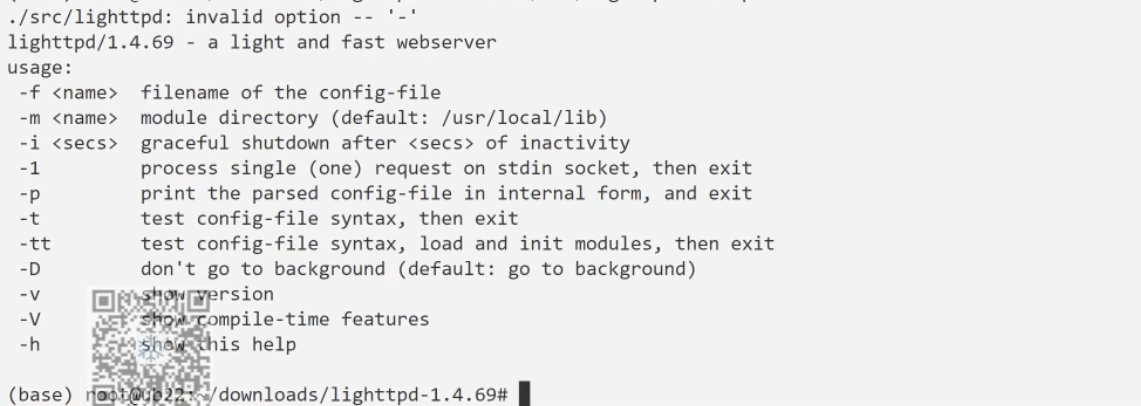 ./src/lighttpd: invalid option -- '-'
lighttpd/1.4.69 - a light and fast webserver
usage:
 -f <name>  filename of the config-file
 -m <name>  module directory (default: /usr/local/lib)
 -i <secs>  graceful shutdown after <secs> of inactivity
 -1         process single (one) request on stdin socket, then exit
 -p         print the parsed config-file in internal form, and exit
 -t         test config-file syntax, then exit
 -tt        test config-file syntax, load and init modules, then exit
 -D         don't go to background (default: go to background)
 -v         show version
 -V         show compile-time features
 -h         show this help
(base) root@ub22:~/downloads/lighttpd-1.4.69#